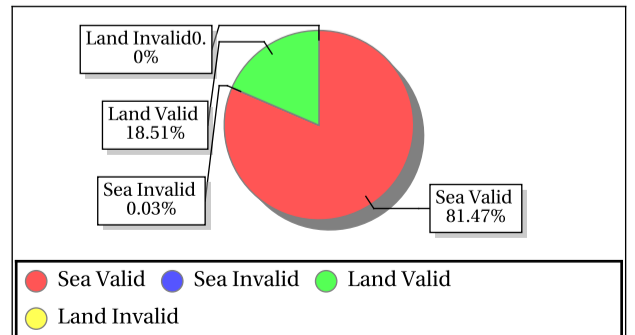 Land Invalid0.
0%
Land Valid
18.51%
Sea Invalid
0.03%
Sea Valid
81.47%
Sea Valid Sea Invalid Land Valid
Land Invalid